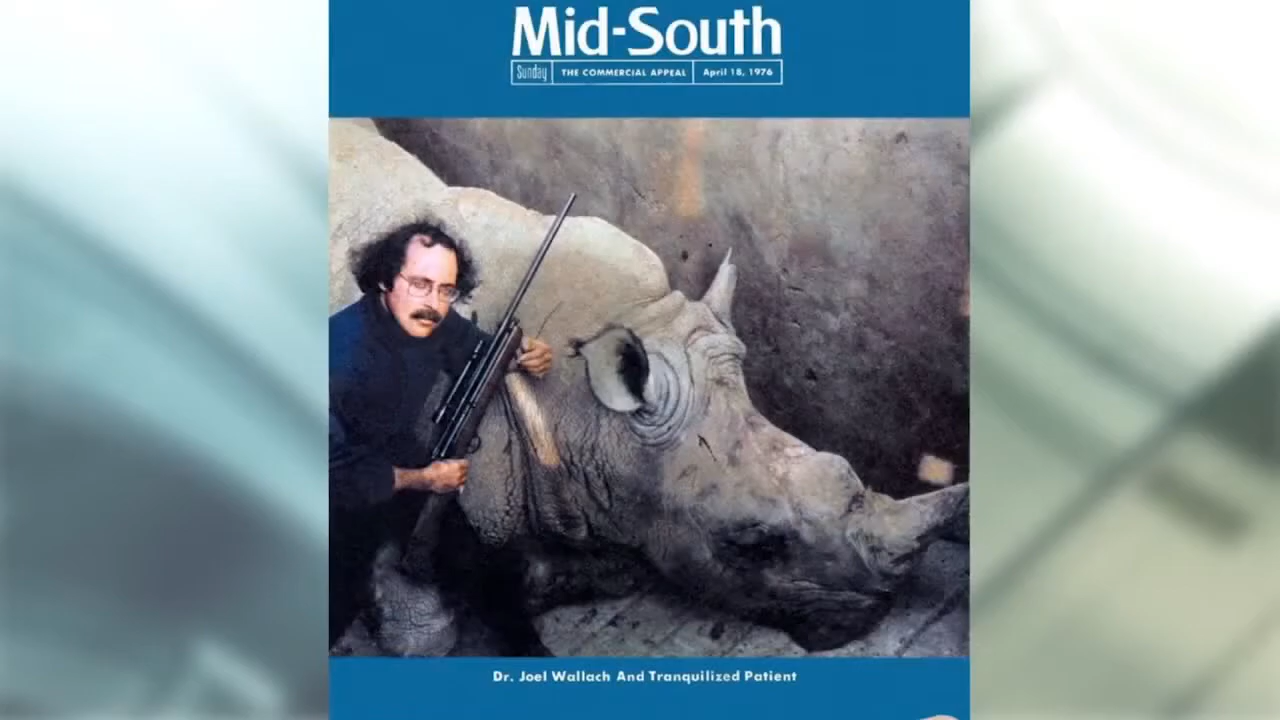 Mid-South
Sunday THE COMMERCIAL APPEAL April 18, 1976
Dr. Joel Wallach And Tranquilized Patient